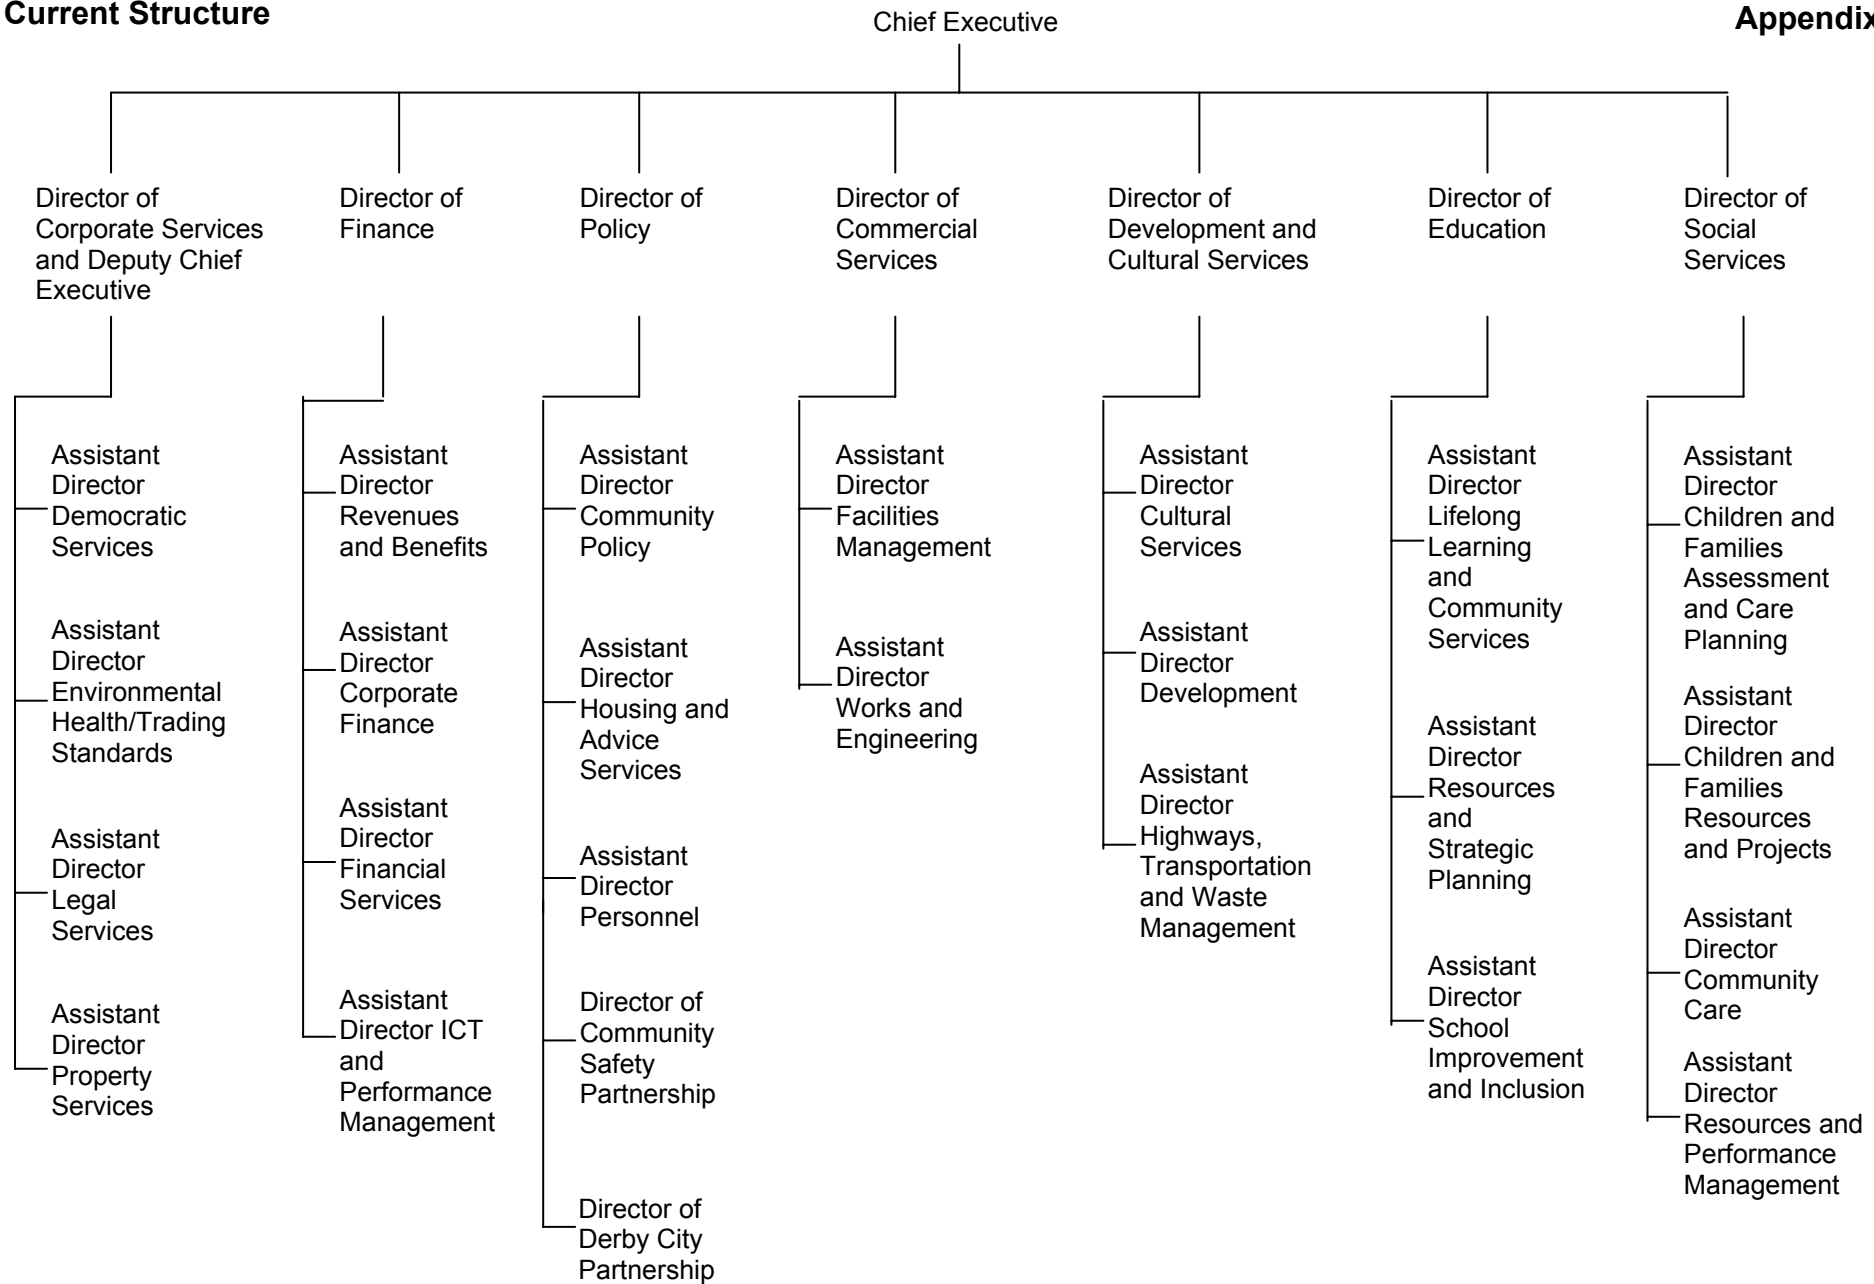 Current Structure
Chief Executive
Appendix
Director of
Corporate Services
and Deputy Chief
Executive
Director of
Finance
Director of
Policy
Director of
Commercial
Services
Director of
Development and
Cultural Services
Director of
Education
Director of
Social
Services
Assistant
Director
Democratic
Services
Assistant
Director
Environmental
Health/Trading
Standards
Assistant
Director
Legal
Services
Assistant
Director
Property
Services
Assistant
Director
Revenues
and Benefits
Assistant
Director
Corporate
Finance
Assistant
Director
Financial
Services
Assistant
Director ICT
and
Performance
Management
Assistant
Director
Community
Policy
Assistant
Director
Housing and
Advice
Services
Assistant
Director
Personnel
Director of
Community
Safety
Partnership
Director of
Derby City
Partnership
Assistant
Director
Facilities
Management
Assistant
Director
Works and
Engineering
Assistant
Director
Cultural
Services
Assistant
Director
Development
Assistant
Director
Highways,
Transportation
and Waste
Management
Assistant
Director
Lifelong
Learning
and
Community
Services
Assistant
Director
Resources
and
Strategic
Planning
Assistant
Director
School
Improvement
and Inclusion
Assistant
Director
Children and
Families
Assessment
and Care
Planning
Assistant
Director
Children and
Families
Resources
and Projects
Assistant
Director
Community
Care
Assistant
Director
Resources and
Performance
Management